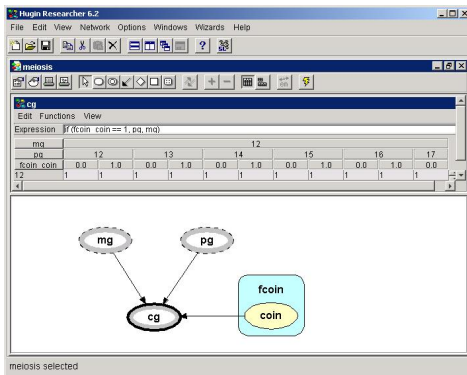 Hugin Researcher 6.2
File Edit View Network Options Windows Wizards Help
meiosis
cg
Edit Functions View
Expression if (fcoin_coin == 1, pg, mg)
mg 12
pg 12 13 14 15 16 17
fcoin_coin 0.0 1.0 0.0 1.0 0.0 1.0 0.0 1.0 0.0 1.0 0.0
12 1 1 1 1 1 1 1 1 1 1 1
mg pg
fcoin
cg coin
meiosis selected